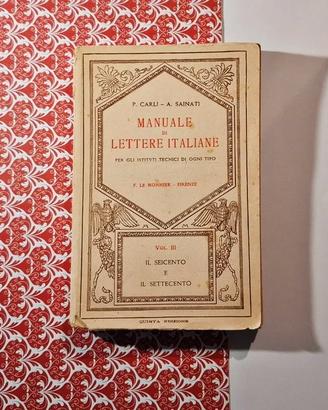 P. CARLI – A. SAINATI
MANUALE
DI
LETTERE ITALIANE
PER GLI ISTITVTI TECNICI DI OGNI TIPO
F. LE MONNIER - FIRENZE
VOL. III
IL SEICENTO
E
IL SETTECENTO
QUINTA EDIZIONE